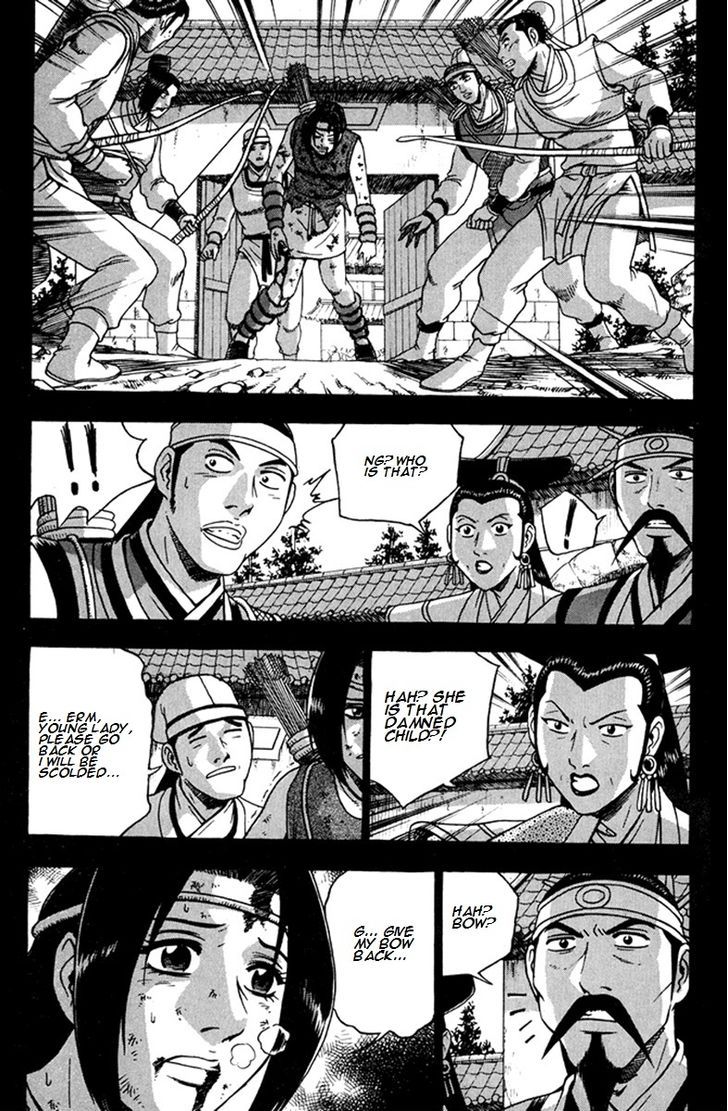 !!
NG? WHO
IS THAT?
!
E... ERM,
YOUNG LADY,
PLEASE GO
BACK OR
I WILL BE
SCOLDED...
HAH? SHE
IS THAT
DAMNED
CHILD?!
G... GIVE
MY BOW
BACK...
HAH?
BOW?